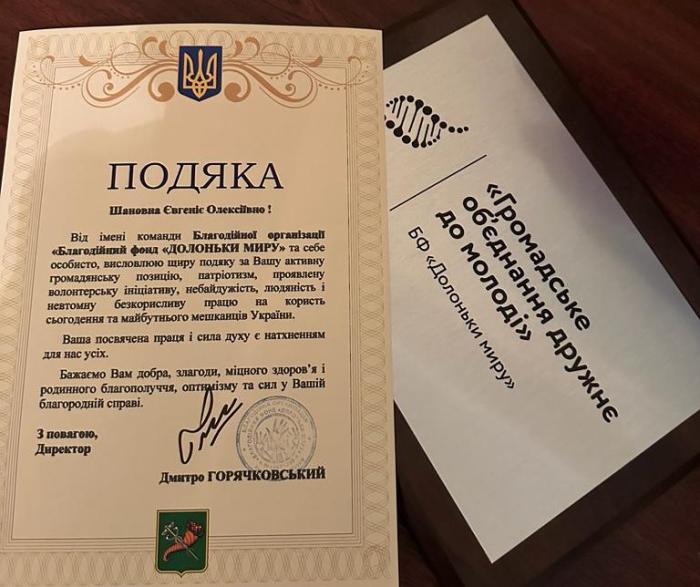 ПОДЯКА
Шановна Євгеніє Олексіївно !
Від імені команди Благодійної організації
«Благодійний фонд «ДОЛОНЬКИ МИРУ» та себе
особисто, висловлюю щиру подяку за Вашу активну
громадянську позицію, патріотизм, проявлену
волонтерську ініціативу, небайдужість, людяність і
невтомну безкорисливу працю на користь
сьогодення та майбутнього мешканців України.
Ваша посвячена праця і сила духу є натхненням
для нас усіх.
Бажаємо Вам добра, злагоди, міцного здоров'я і
родинного благополуччя, оптимізму та сил у Вашій
благородній справі.
З повагою,
Директор
Дмитро ГОРЯЧКОВСЬКИЙ
«Громадське
обєднання дружнє
до молоді»
БФ «Долоньки миру»